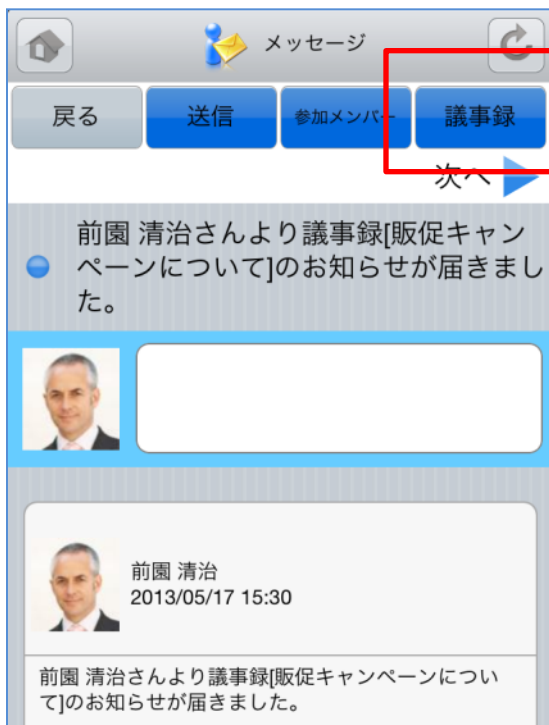 メッセージ
戻る
送信
参加メンバー
議事録
次へ
前園 清治さんより議事録[販促キャン
ペーンについて]のお知らせが届きまし
た。
前園 清治
2013/05/17 15:30
前園 清治さんより議事録[販促キャンペーンについ
て]のお知らせが届きました。